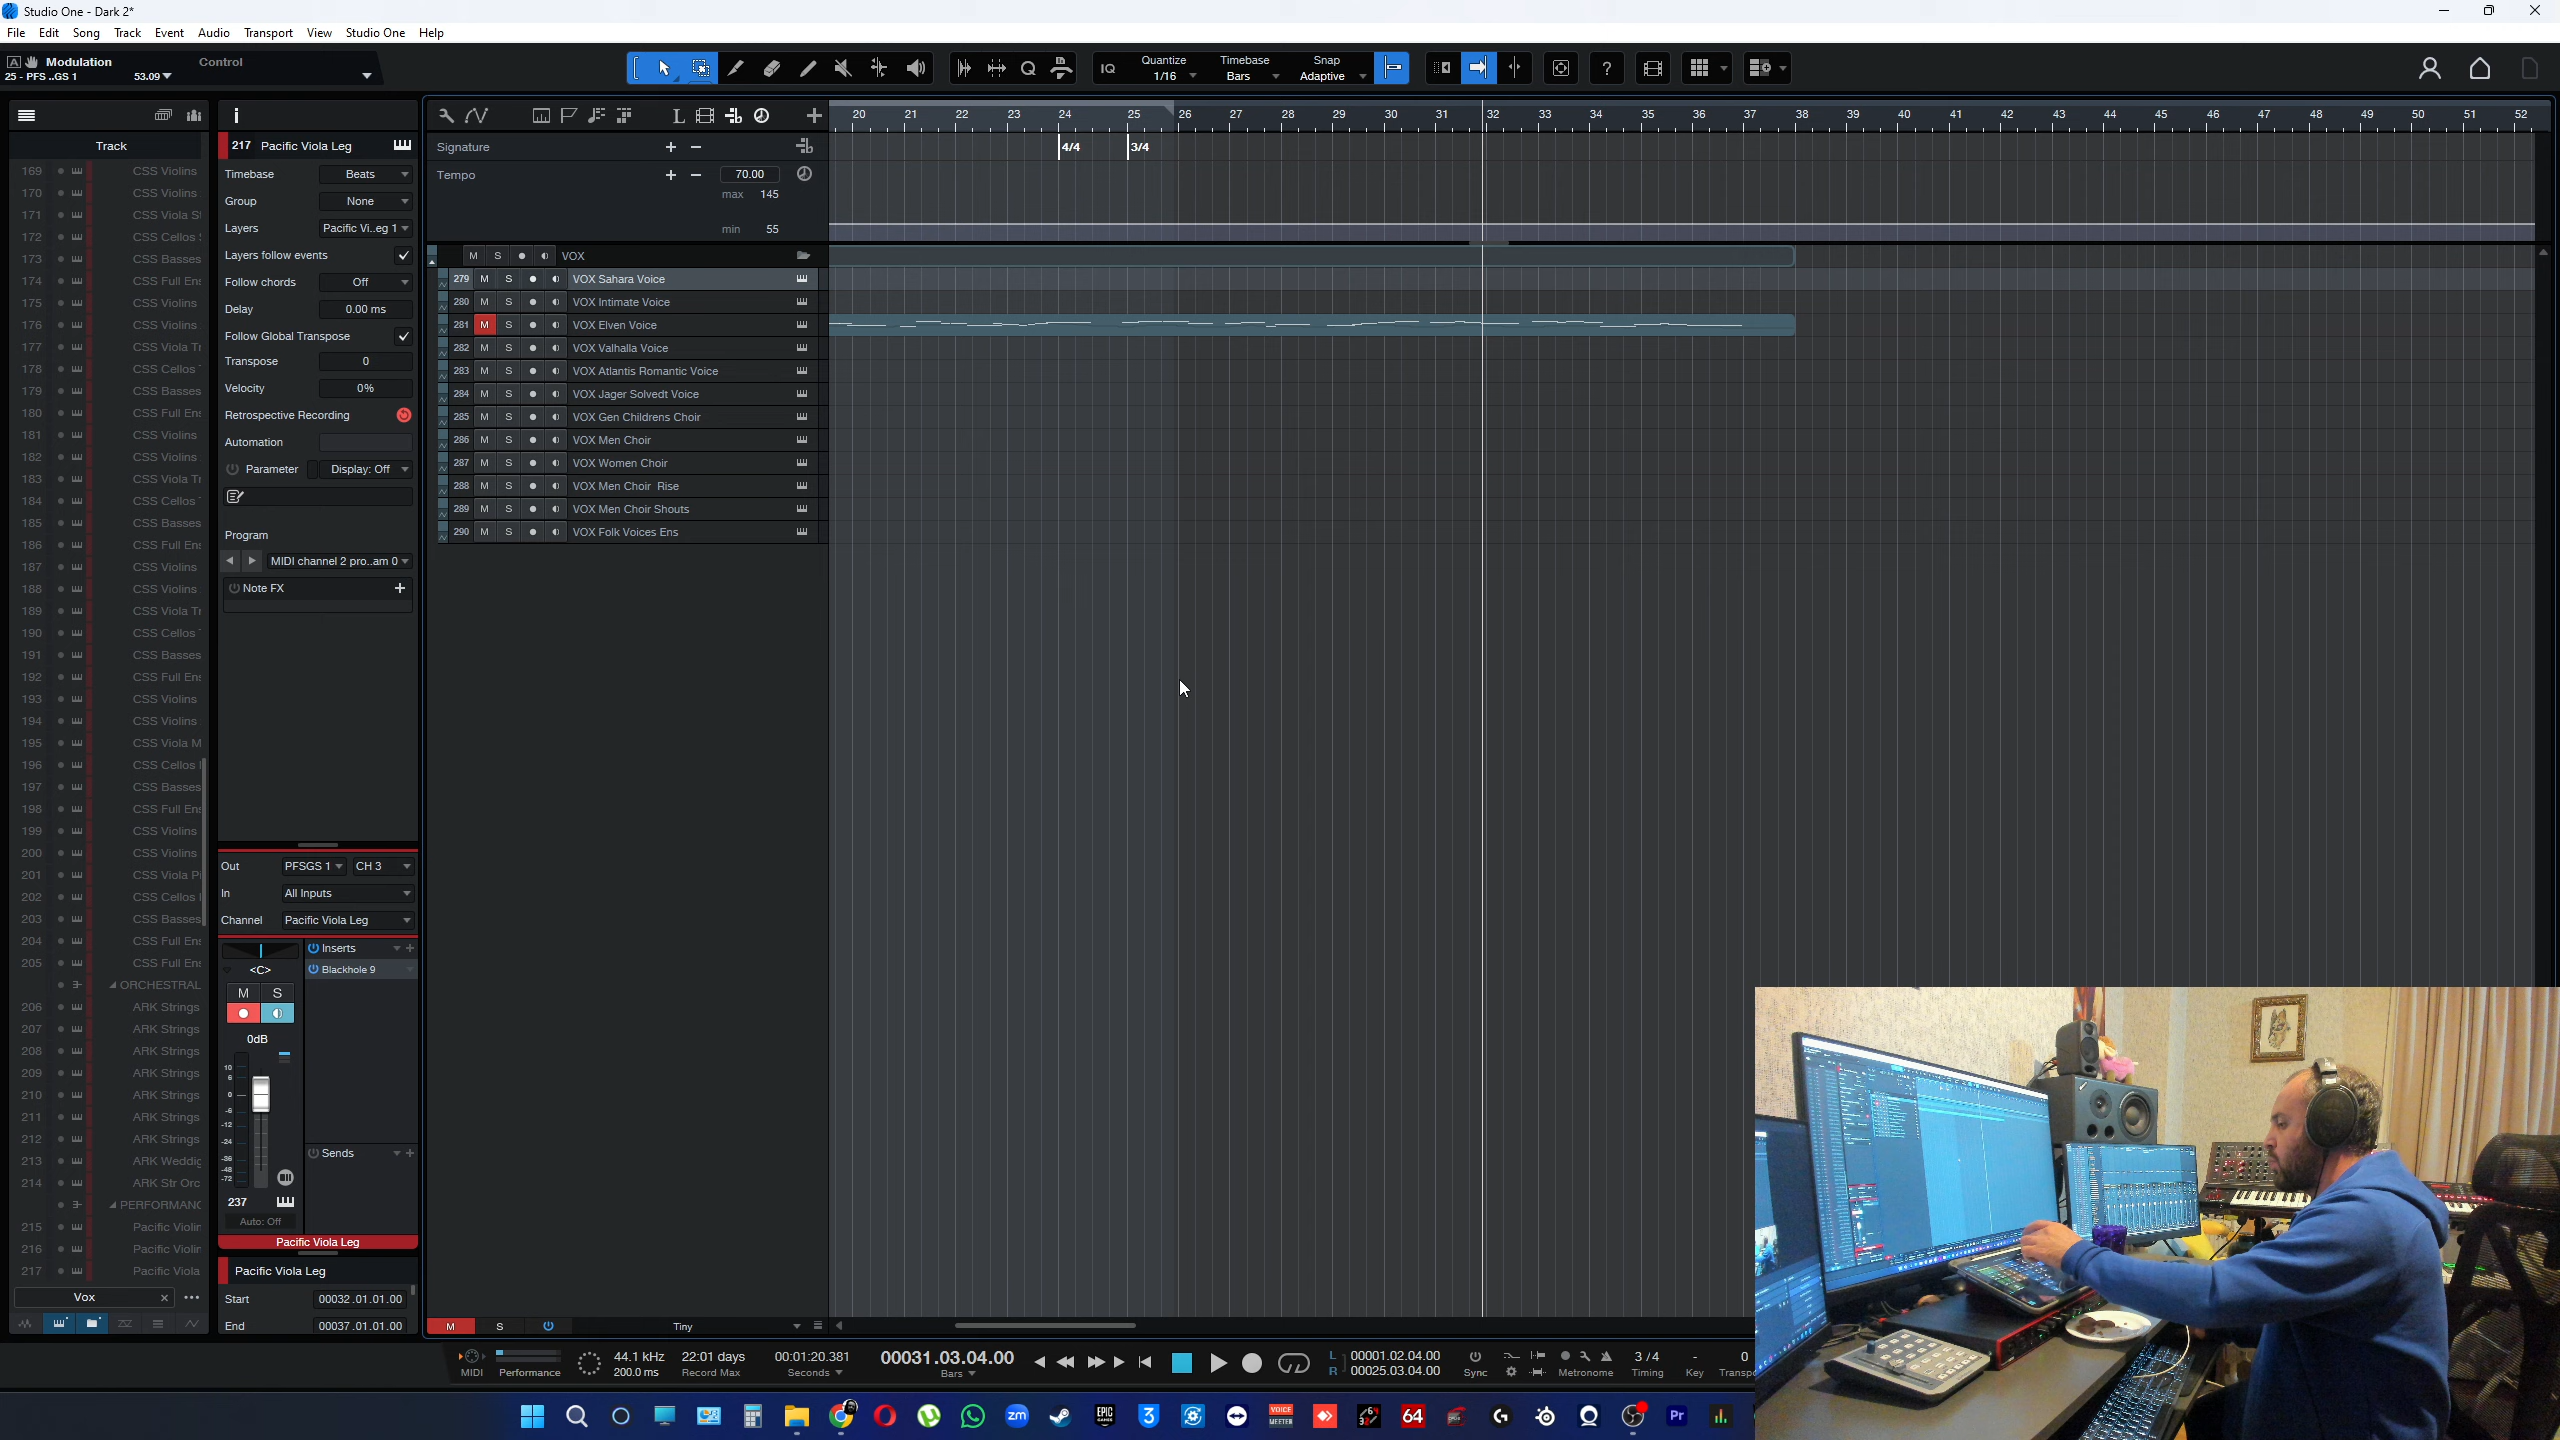 Studio One - Dark 2*
File Edit Song Track Event Audio Transport View Studio One Help
Modulation Control
25 - PFS ..GS 1 53.09
IQ Quantize Timebase Snap
1/16 Bars Adaptive
Track
169 CSS Violins
170 CSS Violins
171 CSS Viola S
172 CSS Cellos
173 CSS Basses
174 CSS Full Ens
175 CSS Violins
176 CSS Violins
177 CSS Viola Tr
178 CSS Cellos
179 CSS Basses
180 CSS Full Ens
181 CSS Violins
182 CSS Violins
183 CSS Viola Tr
184 CSS Cellos
185 CSS Basses
186 CSS Full Ens
187 CSS Violins
188 CSS Violins
189 CSS Viola Tr
190 CSS Cellos
191 CSS Basses
192 CSS Full Ens
193 CSS Violins
194 CSS Violins
195 CSS Viola M
196 CSS Cellos
197 CSS Basses
198 CSS Full Ens
199 CSS Violins
200 CSS Violins
201 CSS Viola Pi
202 CSS Cellos
203 CSS Basses
204 CSS Full Ens
205 CSS Full Ens
ORCHESTRAL
206 ARK Strings
207 ARK Strings
208 ARK Strings
209 ARK Strings
210 ARK Strings
211 ARK Strings
212 ARK Strings
213 ARK Weddig
214 ARK Str Orc
PERFORMANC
215 Pacific Violin
216 Pacific Violin
217 Pacific Viola
Vox
217 Pacific Viola Leg
Timebase Beats
Group None
Layers Pacific Vi..eg 1
Layers follow events
Follow chords Off
Delay 0.00 ms
Follow Global Transpose
Transpose 0
Velocity 0%
Retrospective Recording
Automation
Parameter Display: Off
Program
MIDI channel 2 pro..am 0
Note FX
Out PFSGS 1 CH 3
In All Inputs
Channel Pacific Viola Leg
Inserts
<C> Blackhole 9
M S
0dB
10
6
0
-6
-12
-24
-36
-48
-72
Sends
237
Auto: Off
Pacific Viola Leg
Pacific Viola Leg
Start 00032.01.01.00
End 00037.01.01.00
20 21 22 23 24 25 26 27 28 29 30 31 32 33 34 35 36 37 38 39 40 41 42 43 44 45 46 47 48 49 50 51 52
Signature + − 4/4 3/4
Tempo + − 70.00
max 145
min 55
M S VOX
279 M S VOX Sahara Voice
280 M S VOX Intimate Voice
281 M S VOX Elven Voice
282 M S VOX Valhalla Voice
283 M S VOX Atlantis Romantic Voice
284 M S VOX Jager Solvedt Voice
285 M S VOX Gen Childrens Choir
286 M S VOX Men Choir
287 M S VOX Women Choir
288 M S VOX Men Choir Rise
289 M S VOX Men Choir Shouts
290 M S VOX Folk Voices Ens
M S Tiny
MIDI Performance
44.1 kHz 22:01 days 00:01:20.381 00031.03.04.00
200.0 ms Record Max Seconds Bars
L 00001.02.04.00
R 00025.03.04.00
Sync Metronome
3 / 4 - 0
Timing Key Transpo
zm EPIC GAMES 3 VOICE MEETER 64 Pr